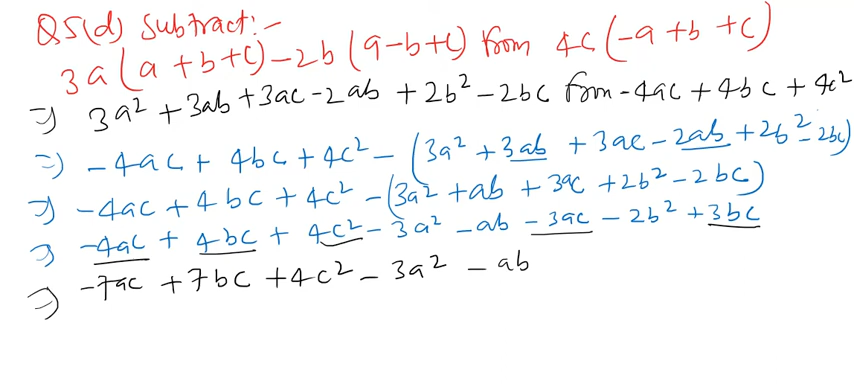 Q5(d) Subtract:-
3a(a+b+c)-2b(a-b+c) from 4c(-a+b+c)
⇒ 3a²+3ab+3ac-2ab+2b²-2bc from -4ac+4bc+4c²
⇒ -4ac+4bc+4c²-(3a²+3ab+3ac-2ab+2b²-2bc)
⇒ -4ac+4bc+4c²-(3a²+ab+3ac+2b²-2bc)
⇒ -4ac+4bc+4c²-3a²-ab-3ac-2b²+3bc
⇒ -7ac+7bc+4c²-3a²-ab